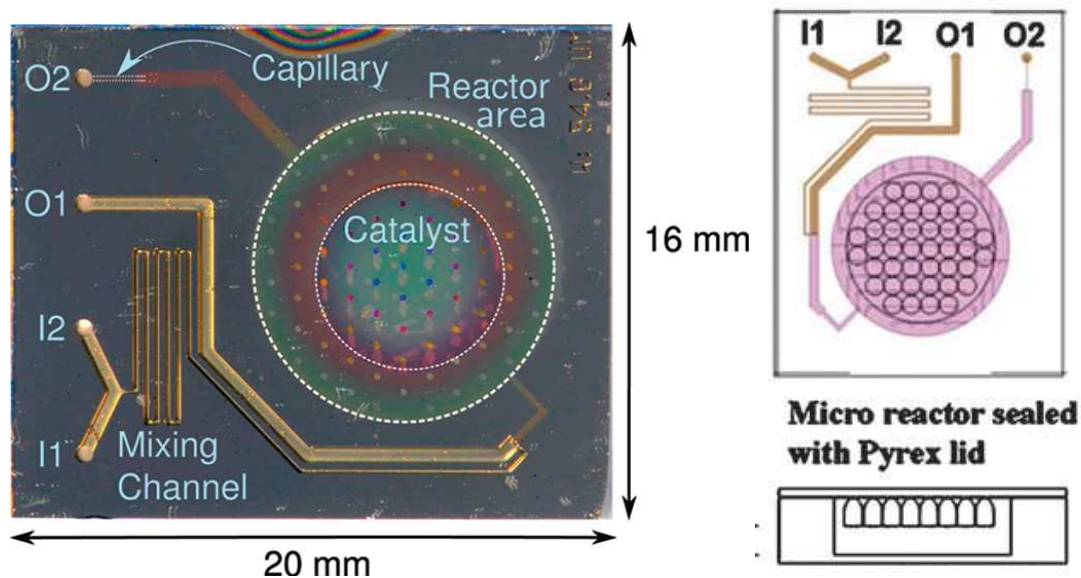 O2
Capillary
Reactor
area
O1
Catalyst
I2
I1
Mixing
Channel
16 mm
20 mm
I1 I2 O1 O2
Micro reactor sealed
with Pyrex lid